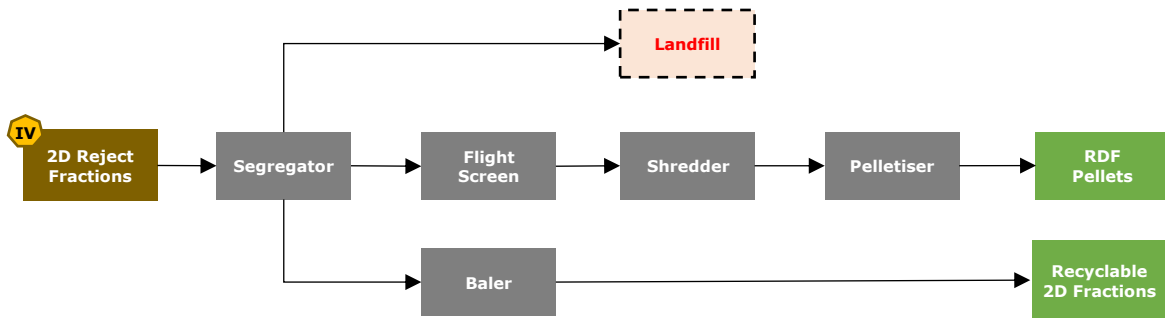 Landfill
IV
2D Reject
Fractions
Segregator
Flight
Screen
Shredder
Pelletiser
RDF
Pellets
Baler
Recyclable
2D Fractions